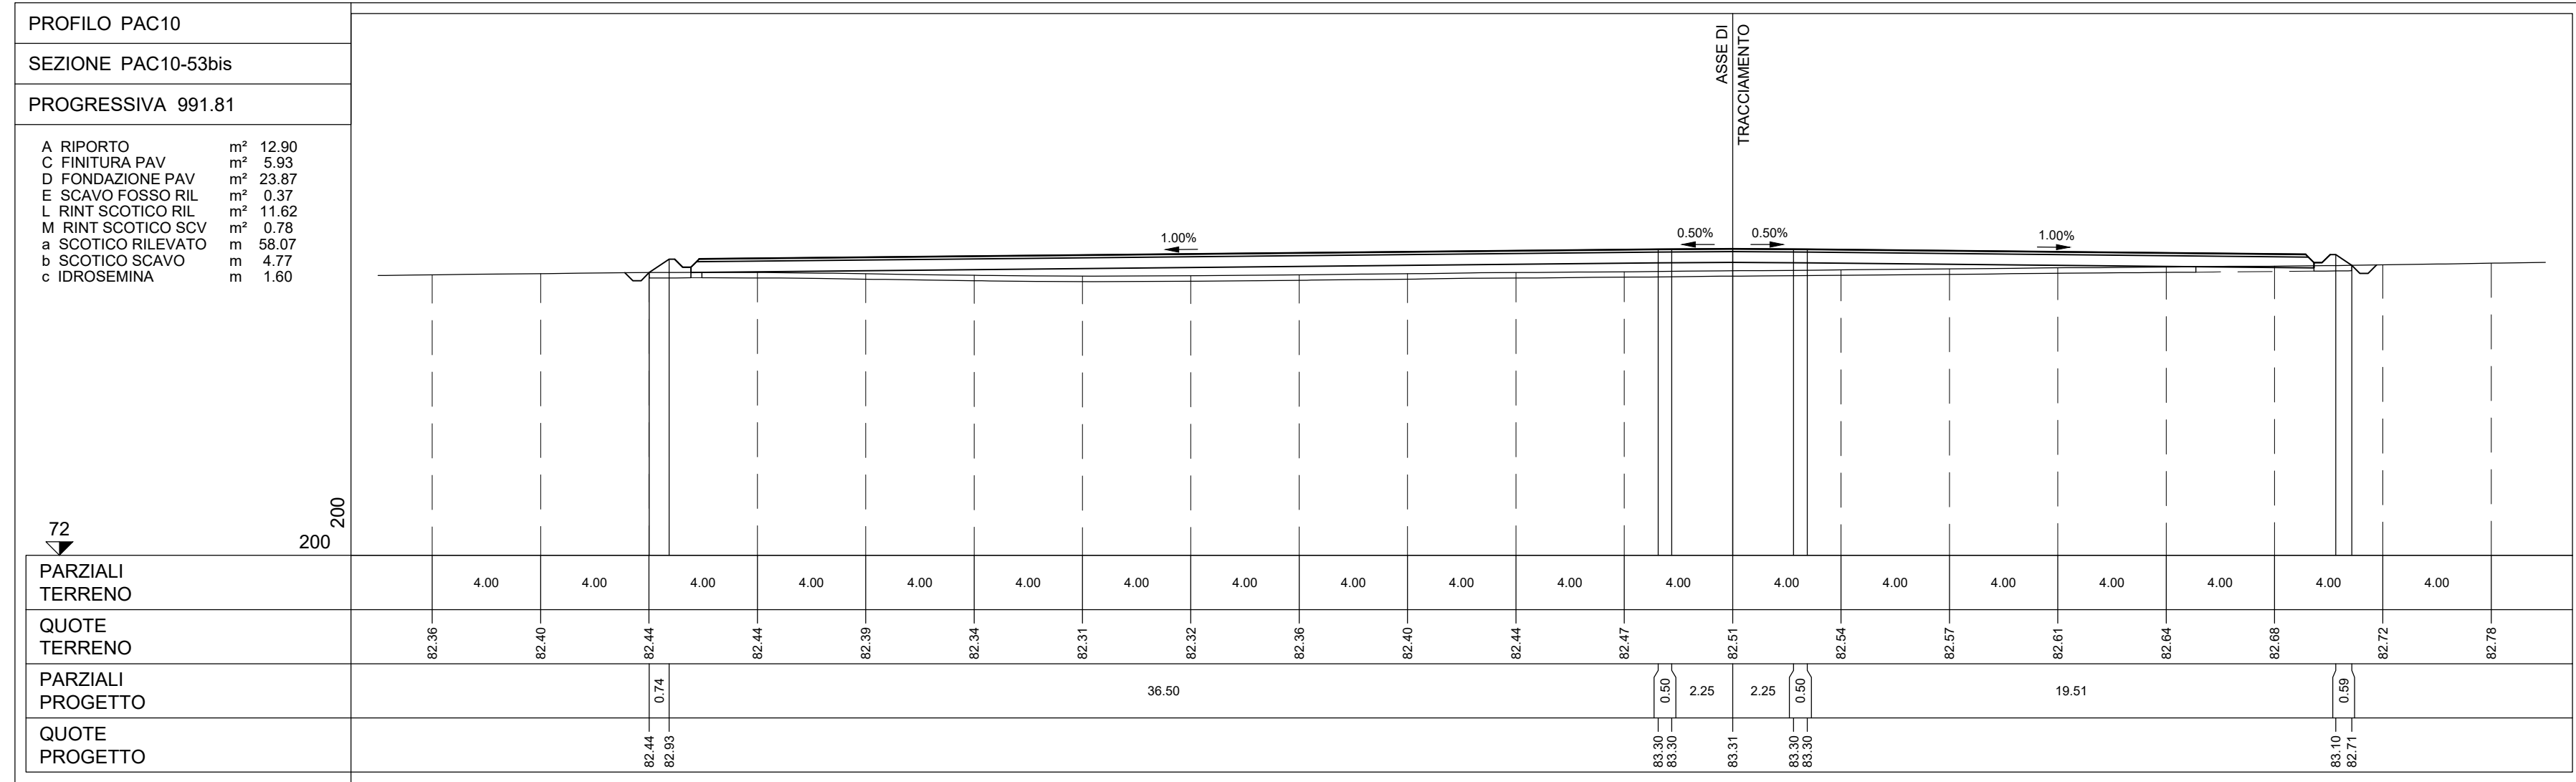 PROFILO PAC10
SEZIONE PAC10-53bis
PROGRESSIVA 991.81
A RIPORTO m² 12.90
C FINITURA PAV m² 5.93
D FONDAZIONE PAV m² 23.87
E SCAVO FOSSO RIL m² 0.37
L RINT SCOTICO RIL m² 11.62
M RINT SCOTICO SCV m² 0.78
a SCOTICO RILEVATO m 58.07
b SCOTICO SCAVO m 4.77
c IDROSEMINA m 1.60
ASSE DI
TRACCIAMENTO
1.00% 0.50% 0.50% 1.00%
72
200
200
PARZIALI
TERRENO
4.00 4.00 4.00 4.00 4.00 4.00 4.00 4.00 4.00 4.00 4.00 4.00 4.00 4.00 4.00 4.00 4.00 4.00 4.00
QUOTE
TERRENO
82.36 82.40 82.44 82.44 82.39 82.34 82.31 82.32 82.36 82.40 82.44 82.47 82.51 82.54 82.57 82.61 82.64 82.68 82.72 82.78
PARZIALI
PROGETTO
0.74 36.50 0.50 2.25 2.25 0.50 19.51 0.59
QUOTE
PROGETTO
82.44 82.93 83.30 83.30 83.31 83.30 83.30 83.10 82.71